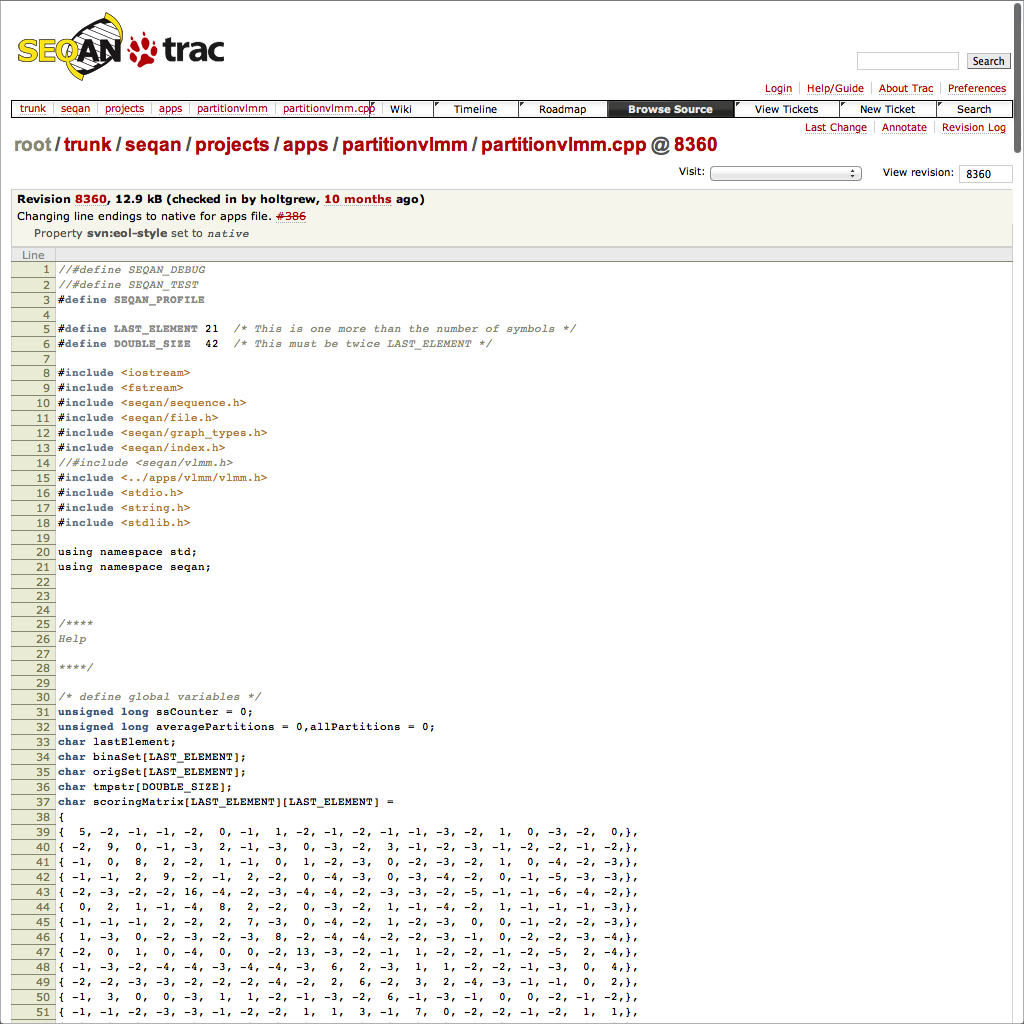 SEQAN trac
Search
Login Help/Guide About Trac Preferences
trunk seqan projects apps partitionvlmm partitionvlmm.cpp Wiki Timeline Roadmap Browse Source View Tickets New Ticket Search
Last Change Annotate Revision Log
root / trunk / seqan / projects / apps / partitionvlmm / partitionvlmm.cpp @ 8360
Visit: View revision: 8360
Revision 8360, 12.9 kB (checked in by holtgrew, 10 months ago)
Changing line endings to native for apps file. #386
Property svn:eol-style set to native
Line
1 //#define SEQAN_DEBUG
2 //#define SEQAN_TEST
3 #define SEQAN_PROFILE
4
5 #define LAST_ELEMENT 21  /* This is one more than the number of symbols */
6 #define DOUBLE_SIZE  42  /* This must be twice LAST_ELEMENT */
7
8 #include <iostream>
9 #include <fstream>
10 #include <seqan/sequence.h>
11 #include <seqan/file.h>
12 #include <seqan/graph_types.h>
13 #include <seqan/index.h>
14 //#include <seqan/vlmm.h>
15 #include <../apps/vlmm/vlmm.h>
16 #include <stdio.h>
17 #include <string.h>
18 #include <stdlib.h>
19
20 using namespace std;
21 using namespace seqan;
22
23
24
25 /****
26 Help
27
28 ****/
29
30 /* define global variables */
31 unsigned long ssCounter = 0;
32 unsigned long averagePartitions = 0,allPartitions = 0;
33 char lastElement;
34 char binaSet[LAST_ELEMENT];
35 char origSet[LAST_ELEMENT];
36 char tmpstr[DOUBLE_SIZE];
37 char scoringMatrix[LAST_ELEMENT][LAST_ELEMENT] =
38 {
39 {  5, -2, -1, -1, -2,  0, -1,  1, -2, -1, -2, -1, -1, -3, -2,  1,  0, -3, -2,  0,},
40 { -2,  9,  0, -1, -3,  2, -1, -3,  0, -3, -2,  3, -1, -2, -3, -1, -2, -2, -1, -2,},
41 { -1,  0,  8,  2, -2,  1, -1,  0,  1, -2, -3,  0, -2, -3, -2,  1,  0, -4, -2, -3,},
42 { -1, -1,  2,  9, -2, -1,  2, -2,  0, -4, -3,  0, -3, -4, -2,  0, -1, -5, -3, -3,},
43 { -2, -3, -2, -2, 16, -4, -2, -3, -4, -4, -2, -3, -3, -2, -5, -1, -1, -6, -4, -2,},
44 {  0,  2,  1, -1, -4,  8,  2, -2,  0, -3, -2,  1, -1, -4, -2,  1, -1, -1, -1, -3,},
45 { -1, -1, -1,  2, -2,  2,  7, -3,  0, -4, -2,  1, -2, -3,  0,  0, -1, -2, -2, -3,},
46 {  1, -3,  0, -2, -3, -2, -3,  8, -2, -4, -4, -2, -2, -3, -1,  0, -2, -2, -3, -4,},
47 { -2,  0,  1,  0, -4,  0,  0, -2, 13, -3, -2, -1,  1, -2, -2, -1, -2, -5,  2, -4,},
48 { -1, -3, -2, -4, -4, -3, -4, -4, -3,  6,  2, -3,  1,  1, -2, -2, -1, -3,  0,  4,},
49 { -2, -2, -3, -3, -2, -2, -2, -4, -2,  2,  6, -2,  3,  2, -4, -3, -1, -1,  0,  2,},
50 { -1,  3,  0,  0, -3,  1,  1, -2, -1, -3, -2,  6, -1, -3, -1,  0,  0, -2, -1, -2,},
51 { -1, -1, -2, -3, -3, -1, -2, -2,  1,  1,  3, -1,  7,  0, -2, -2, -1, -2,  1,  1,},